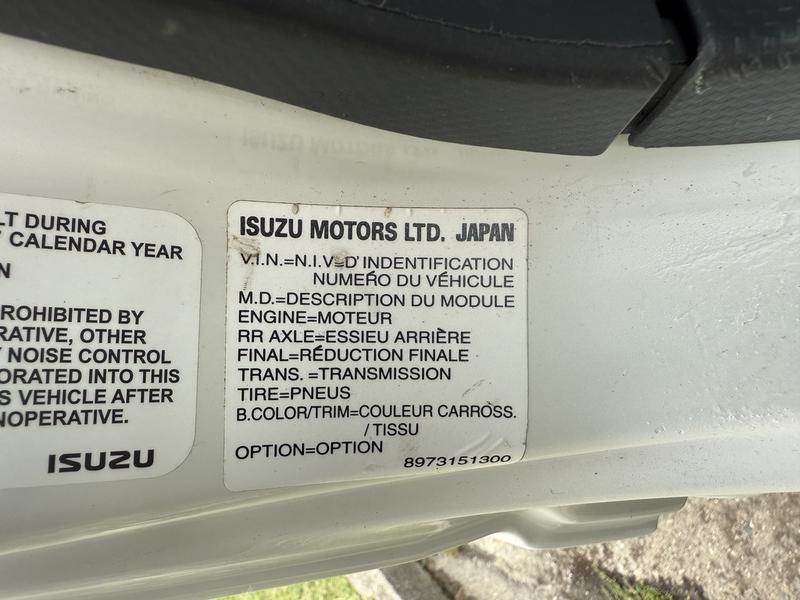 LT DURING
CALENDAR YEAR
N
ROHIBITED BY
RATIVE, OTHER
NOISE CONTROL
ORATED INTO THIS
S VEHICLE AFTER
NOPERATIVE.
ISUZU
ISUZU MOTORS LTD. JAPAN
V.I.N.=N.I.V=D'INDENTIFICATION
NUMERO DU VÉHICULE
M.D.=DESCRIPTION DU MODULE
ENGINE=MOTEUR
RR AXLE=ESSIEU ARRIÈRE
FINAL=RÉDUCTION FINALE
TRANS. =TRANSMISSION
TIRE=PNEUS
B.COLOR/TRIM=COULEUR CARROSS.
/TISSU
OPTION=OPTION
8973151300